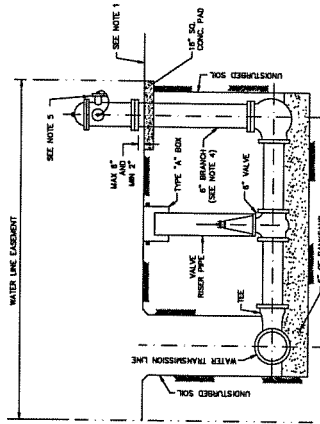 WATER LINE EASEMENT
SEE NOTE 5
SEE NOTE 1
18" SQ.
CONC. PAD
MAX 6"
AND
MIN 2"
UNDISTURBED SOIL
TYPE "A" BOX
6" BRANCH
(SEE NOTE 4)
6" VALVE
VALVE
RISER PIPE
TEE
WATER TRANSMISSION LINE
UNDISTURBED SOIL